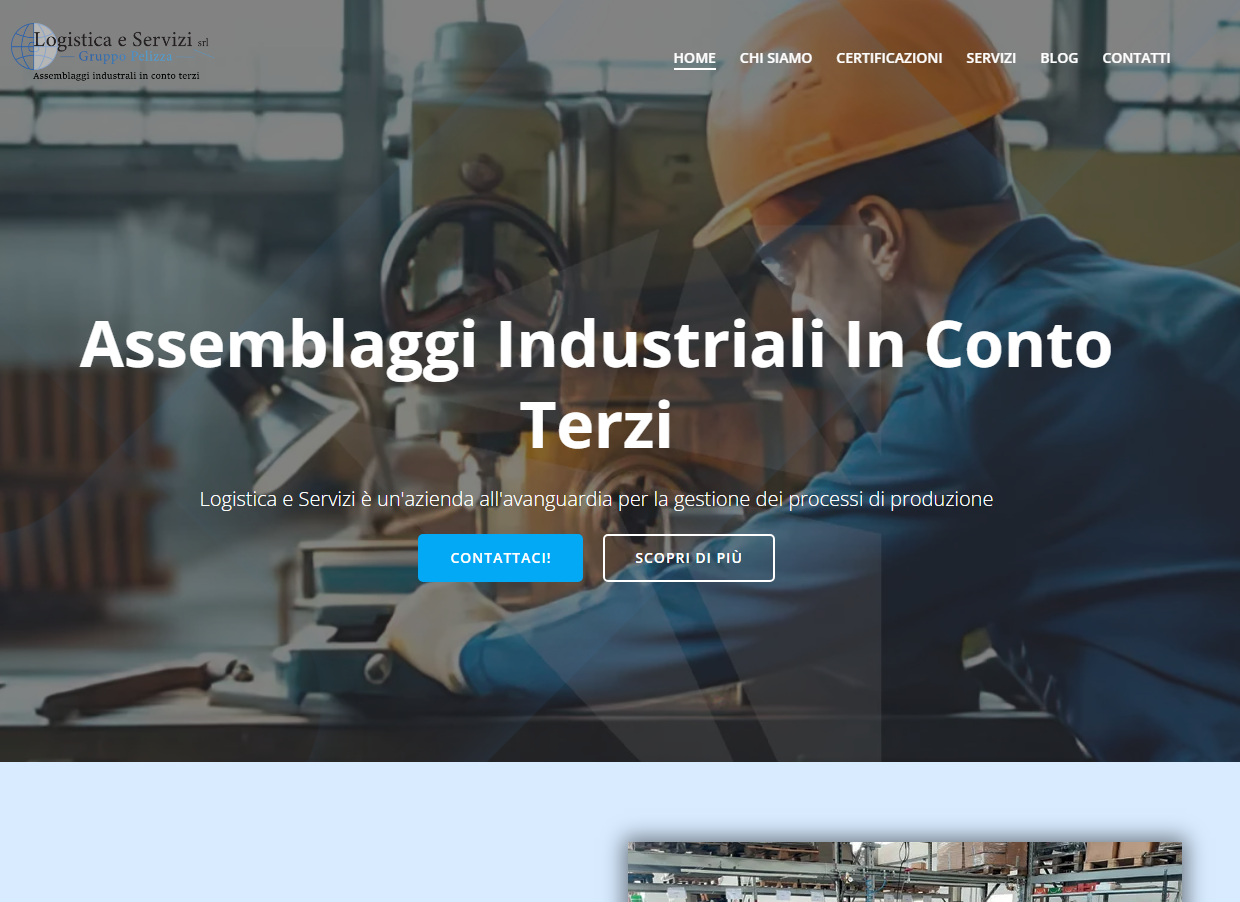 Logistica e Servizi srl
Gruppo Belizza
Assemblaggi industrali in conto terzi
HOME CHI SIAMO CERTIFICAZIONI SERVIZI BLOG CONTATTI
Assemblaggi Industriali In Conto
Terzi
Logistica e Servizi è un'azienda all'avanguardia per la gestione dei processi di produzione
CONTATTACI! SCOPRI DI PIÙ